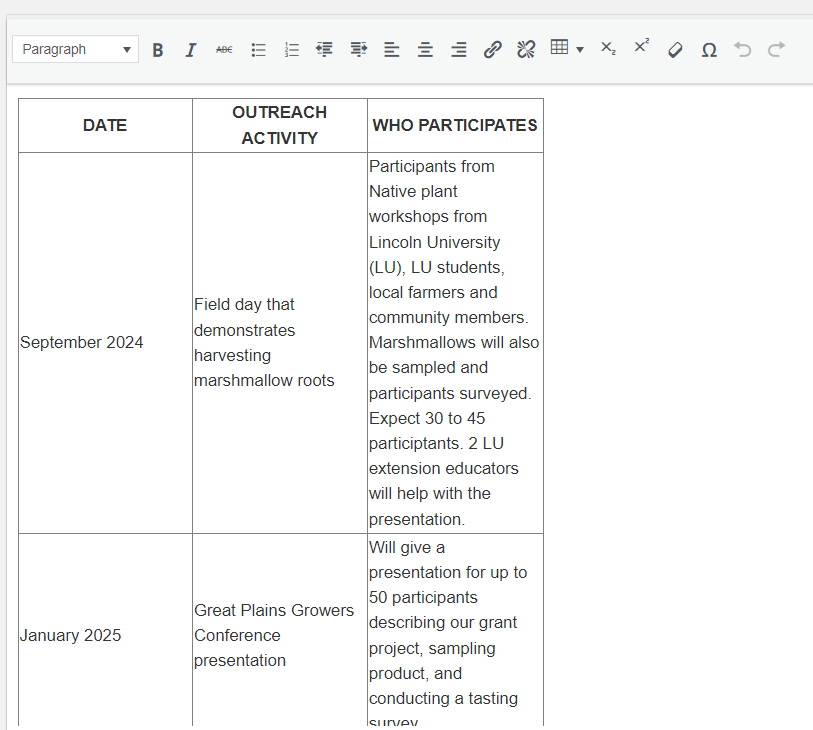 Paragraph
B
I
ABC
Ω
DATE
OUTREACH
ACTIVITY
WHO PARTICIPATES
September 2024
Field day that
demonstrates
harvesting
marshmallow roots
Participants from
Native plant
workshops from
Lincoln University
(LU), LU students,
local farmers and
community members.
Marshmallows will also
be sampled and
participants surveyed.
Expect 30 to 45
participtants. 2 LU
extension educators
will help with the
presentation.
January 2025
Great Plains Growers
Conference
presentation
Will give a
presentation for up to
50 participants
describing our grant
project, sampling
product, and
conducting a tasting
survey